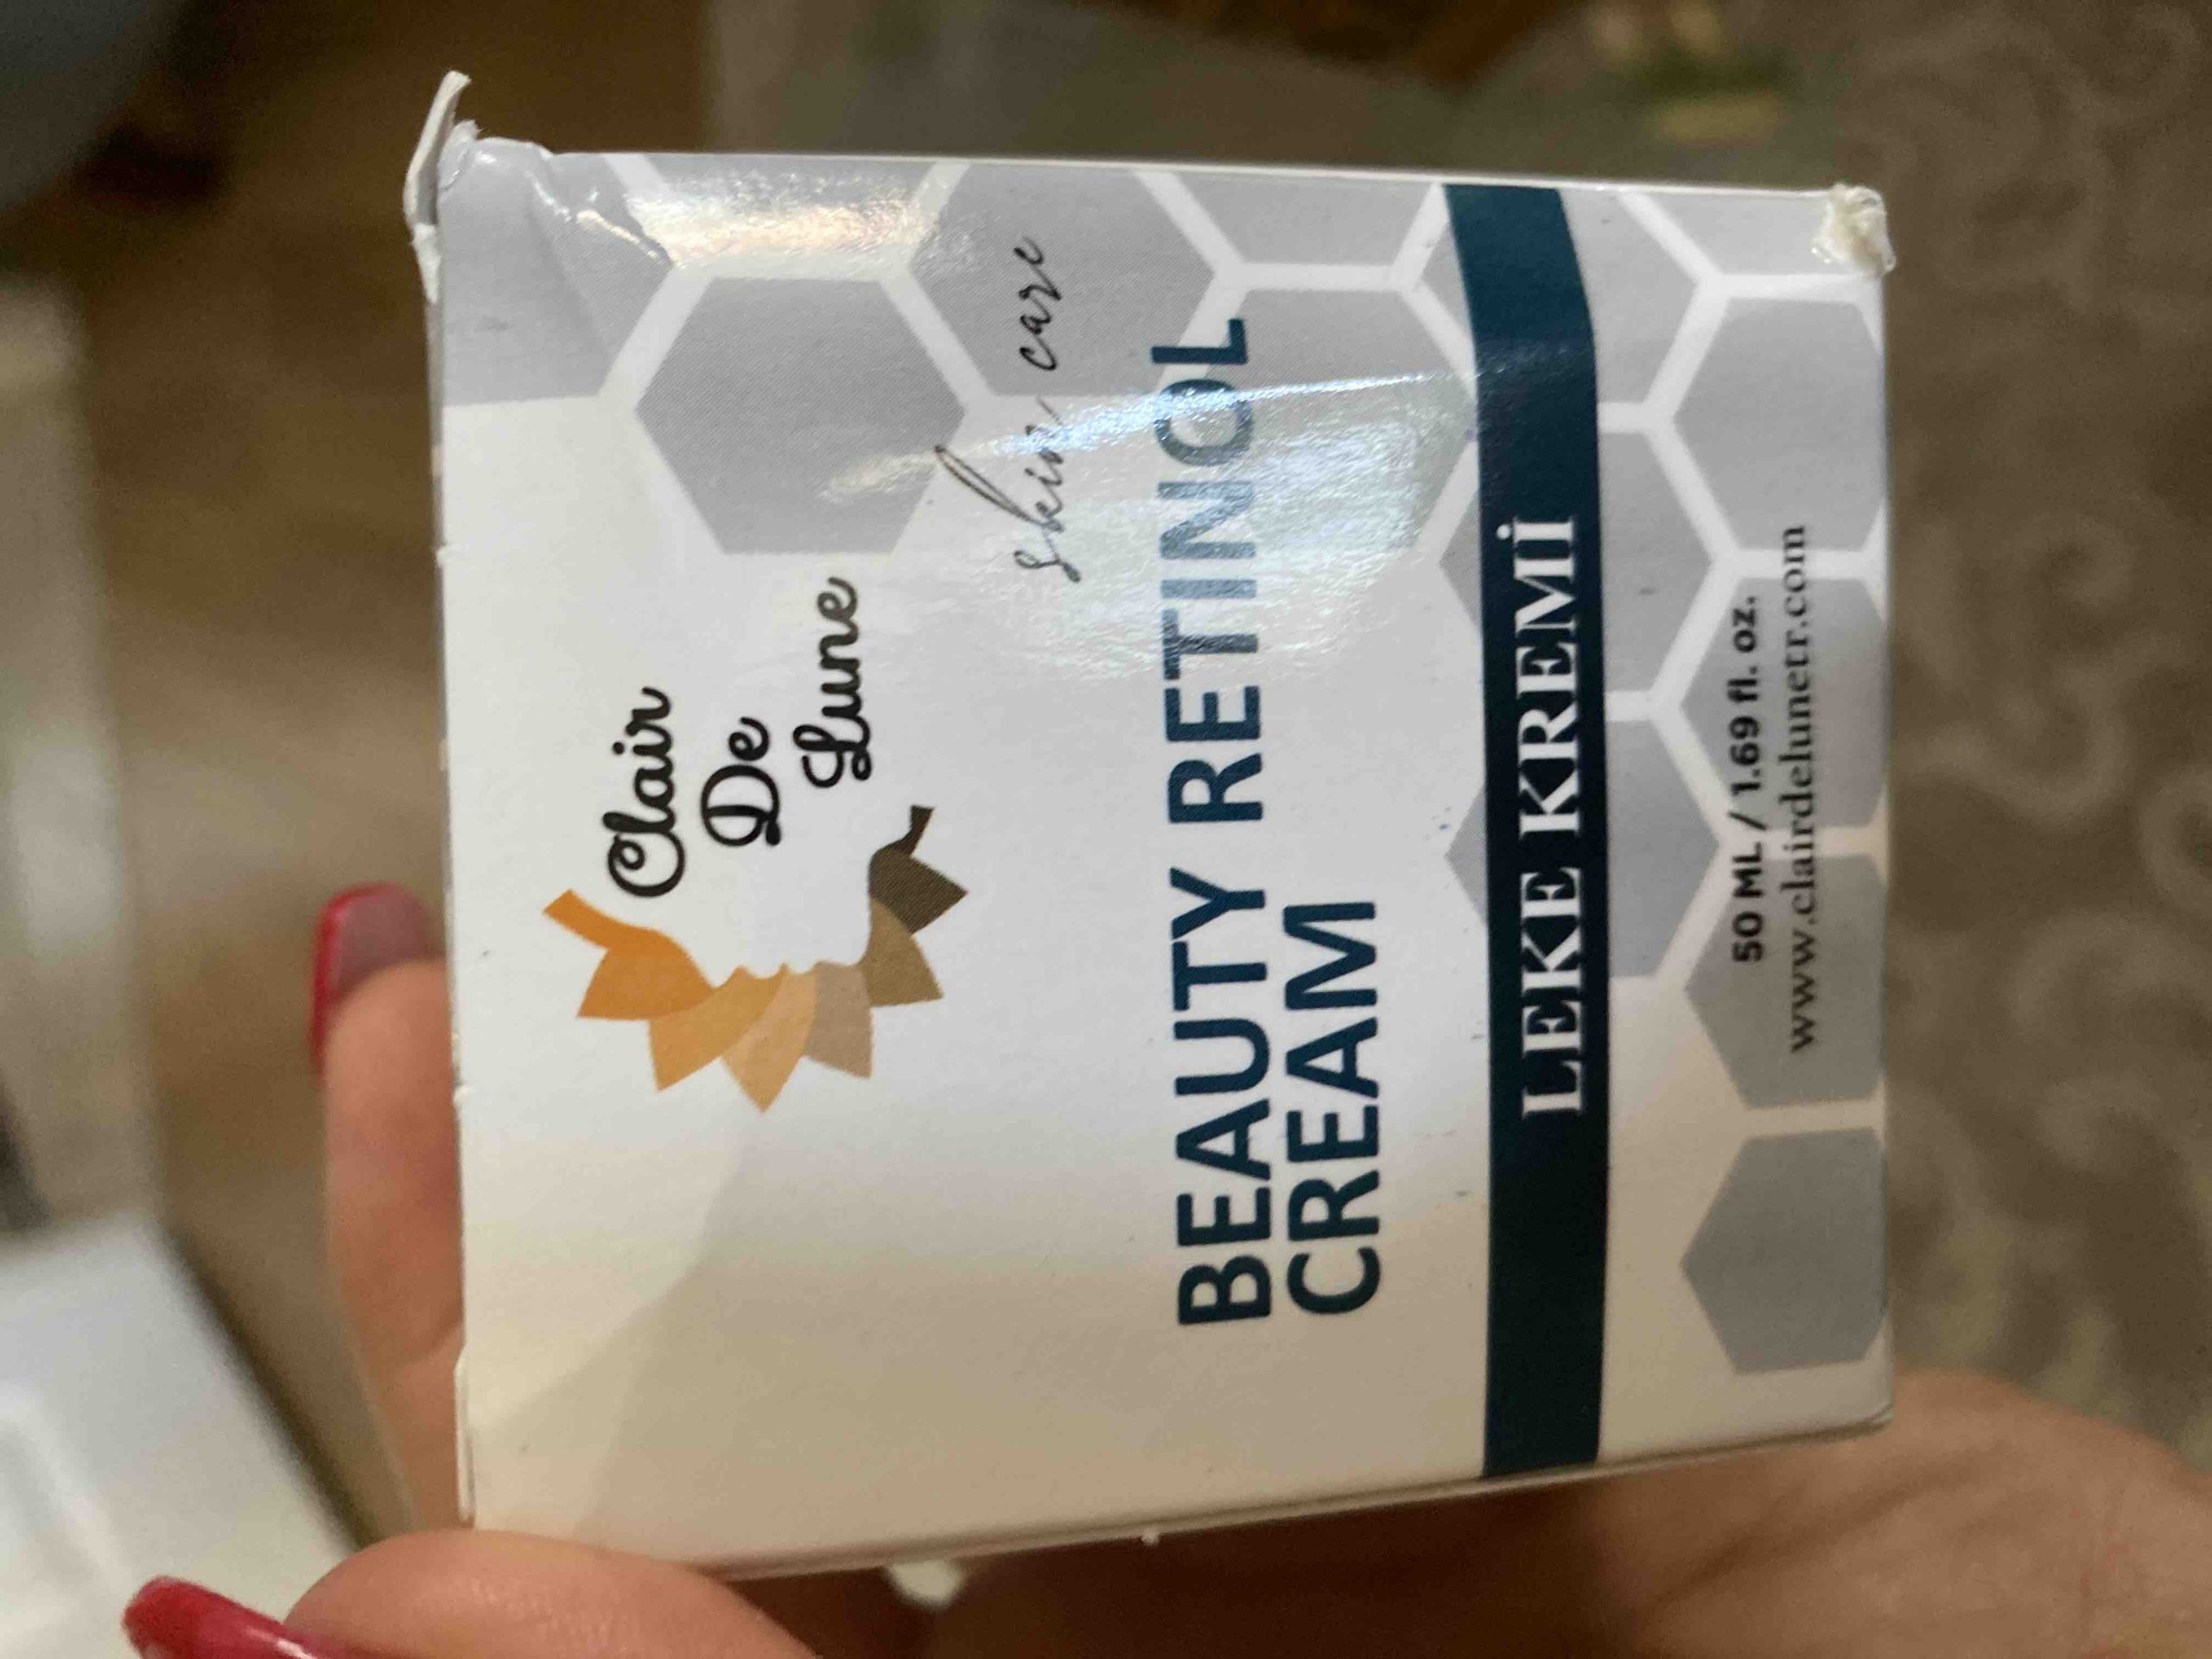 Clair
De
Lune
skin care
BEAUTY RETINOL
CREAM
LEKE KREMİ
50 ML / 1.69 fl. oz.
www.clairdelunetr.com